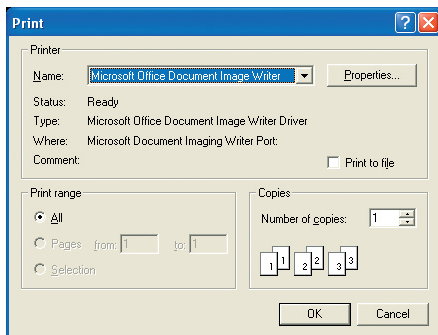 Print
Printer
Name: Microsoft Office Document Image Writer Properties...
Status: Ready
Type: Microsoft Office Document Image Writer Driver
Where: Microsoft Document Imaging Writer Port:
Comment: Print to file
Print range
Copies
All
Number of copies: 1
Pages from: 1 to: 1
Selection
1 1 2 2 3 3
OK Cancel